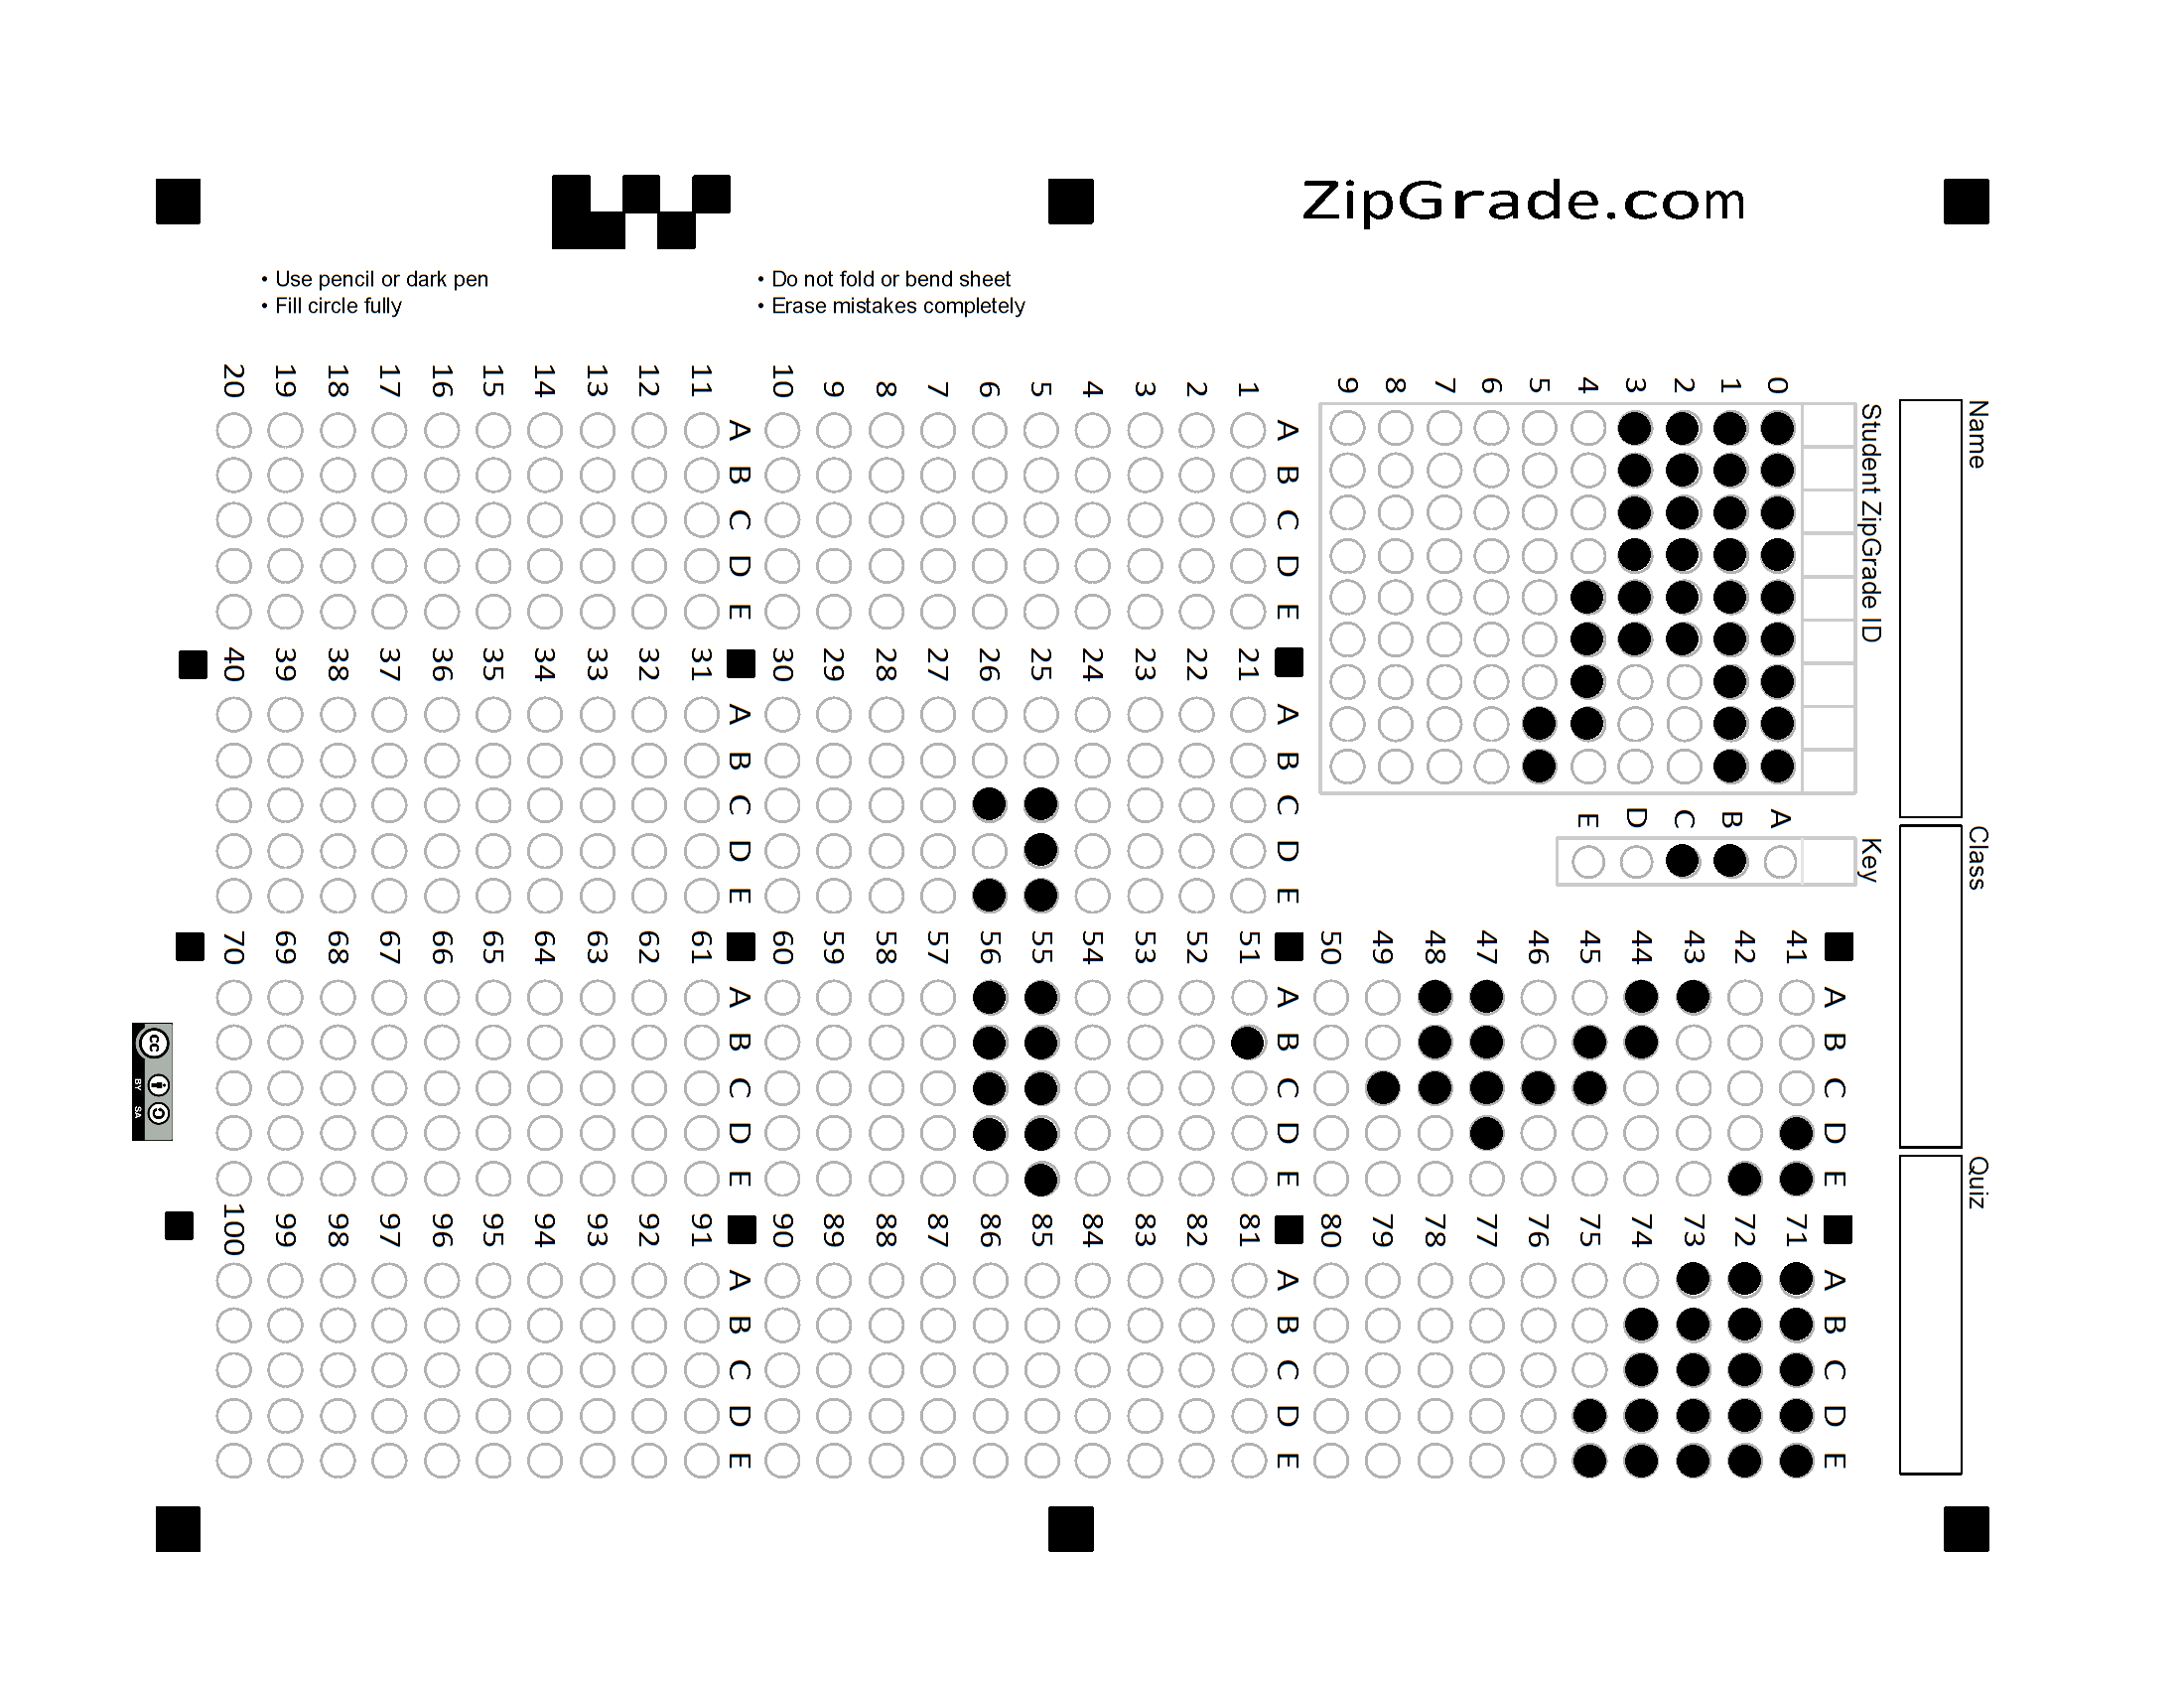 ZipGrade.com
• Use pencil or dark pen
• Fill circle fully
• Do not fold or bend sheet
• Erase mistakes completely
Name
Class
Quiz
Student ZipGrade ID
0 1 2 3 4 5 6 7 8 9
Key
A B C D E
1 2 3 4 5 6 7 8 9 10
A B C D E
11 12 13 14 15 16 17 18 19 20
A B C D E
21 22 23 24 25 26 27 28 29 30
A B C D E
31 32 33 34 35 36 37 38 39 40
A B C D E
41 42 43 44 45 46 47 48 49 50
A B C D E
51 52 53 54 55 56 57 58 59 60
A B C D E
61 62 63 64 65 66 67 68 69 70
A B C D E
71 72 73 74 75 76 77 78 79 80
A B C D E
81 82 83 84 85 86 87 88 89 90
A B C D E
91 92 93 94 95 96 97 98 99 100
A B C D E
cc
BY SA